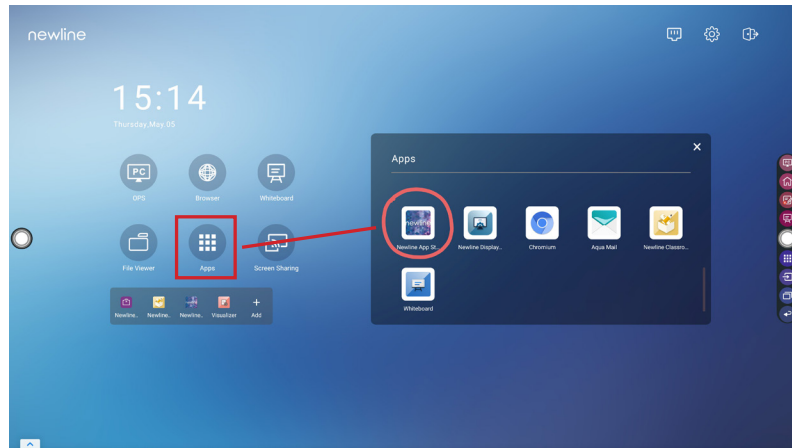 newline
15:14
Thursday,May 05
PC
OPS
Browser
Whiteboard
File Viewer
Apps
Screen Sharing
Newline..
Newline..
Newline..
Visualizer
Add
Apps
newline
Newline App St...
Newline Display...
Chromium
Aqua Mail
Newline Classro...
Whiteboard